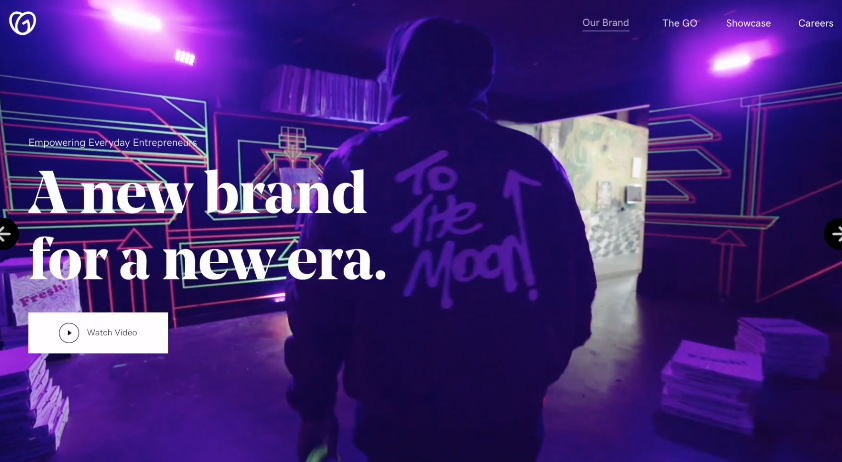 Our Brand
The GO
Showcase
Careers
Empowering Everyday Entrepreneurs
A new brand
for a new era.
To
The
Moon!
Fresh!
Watch Video
Fresh!